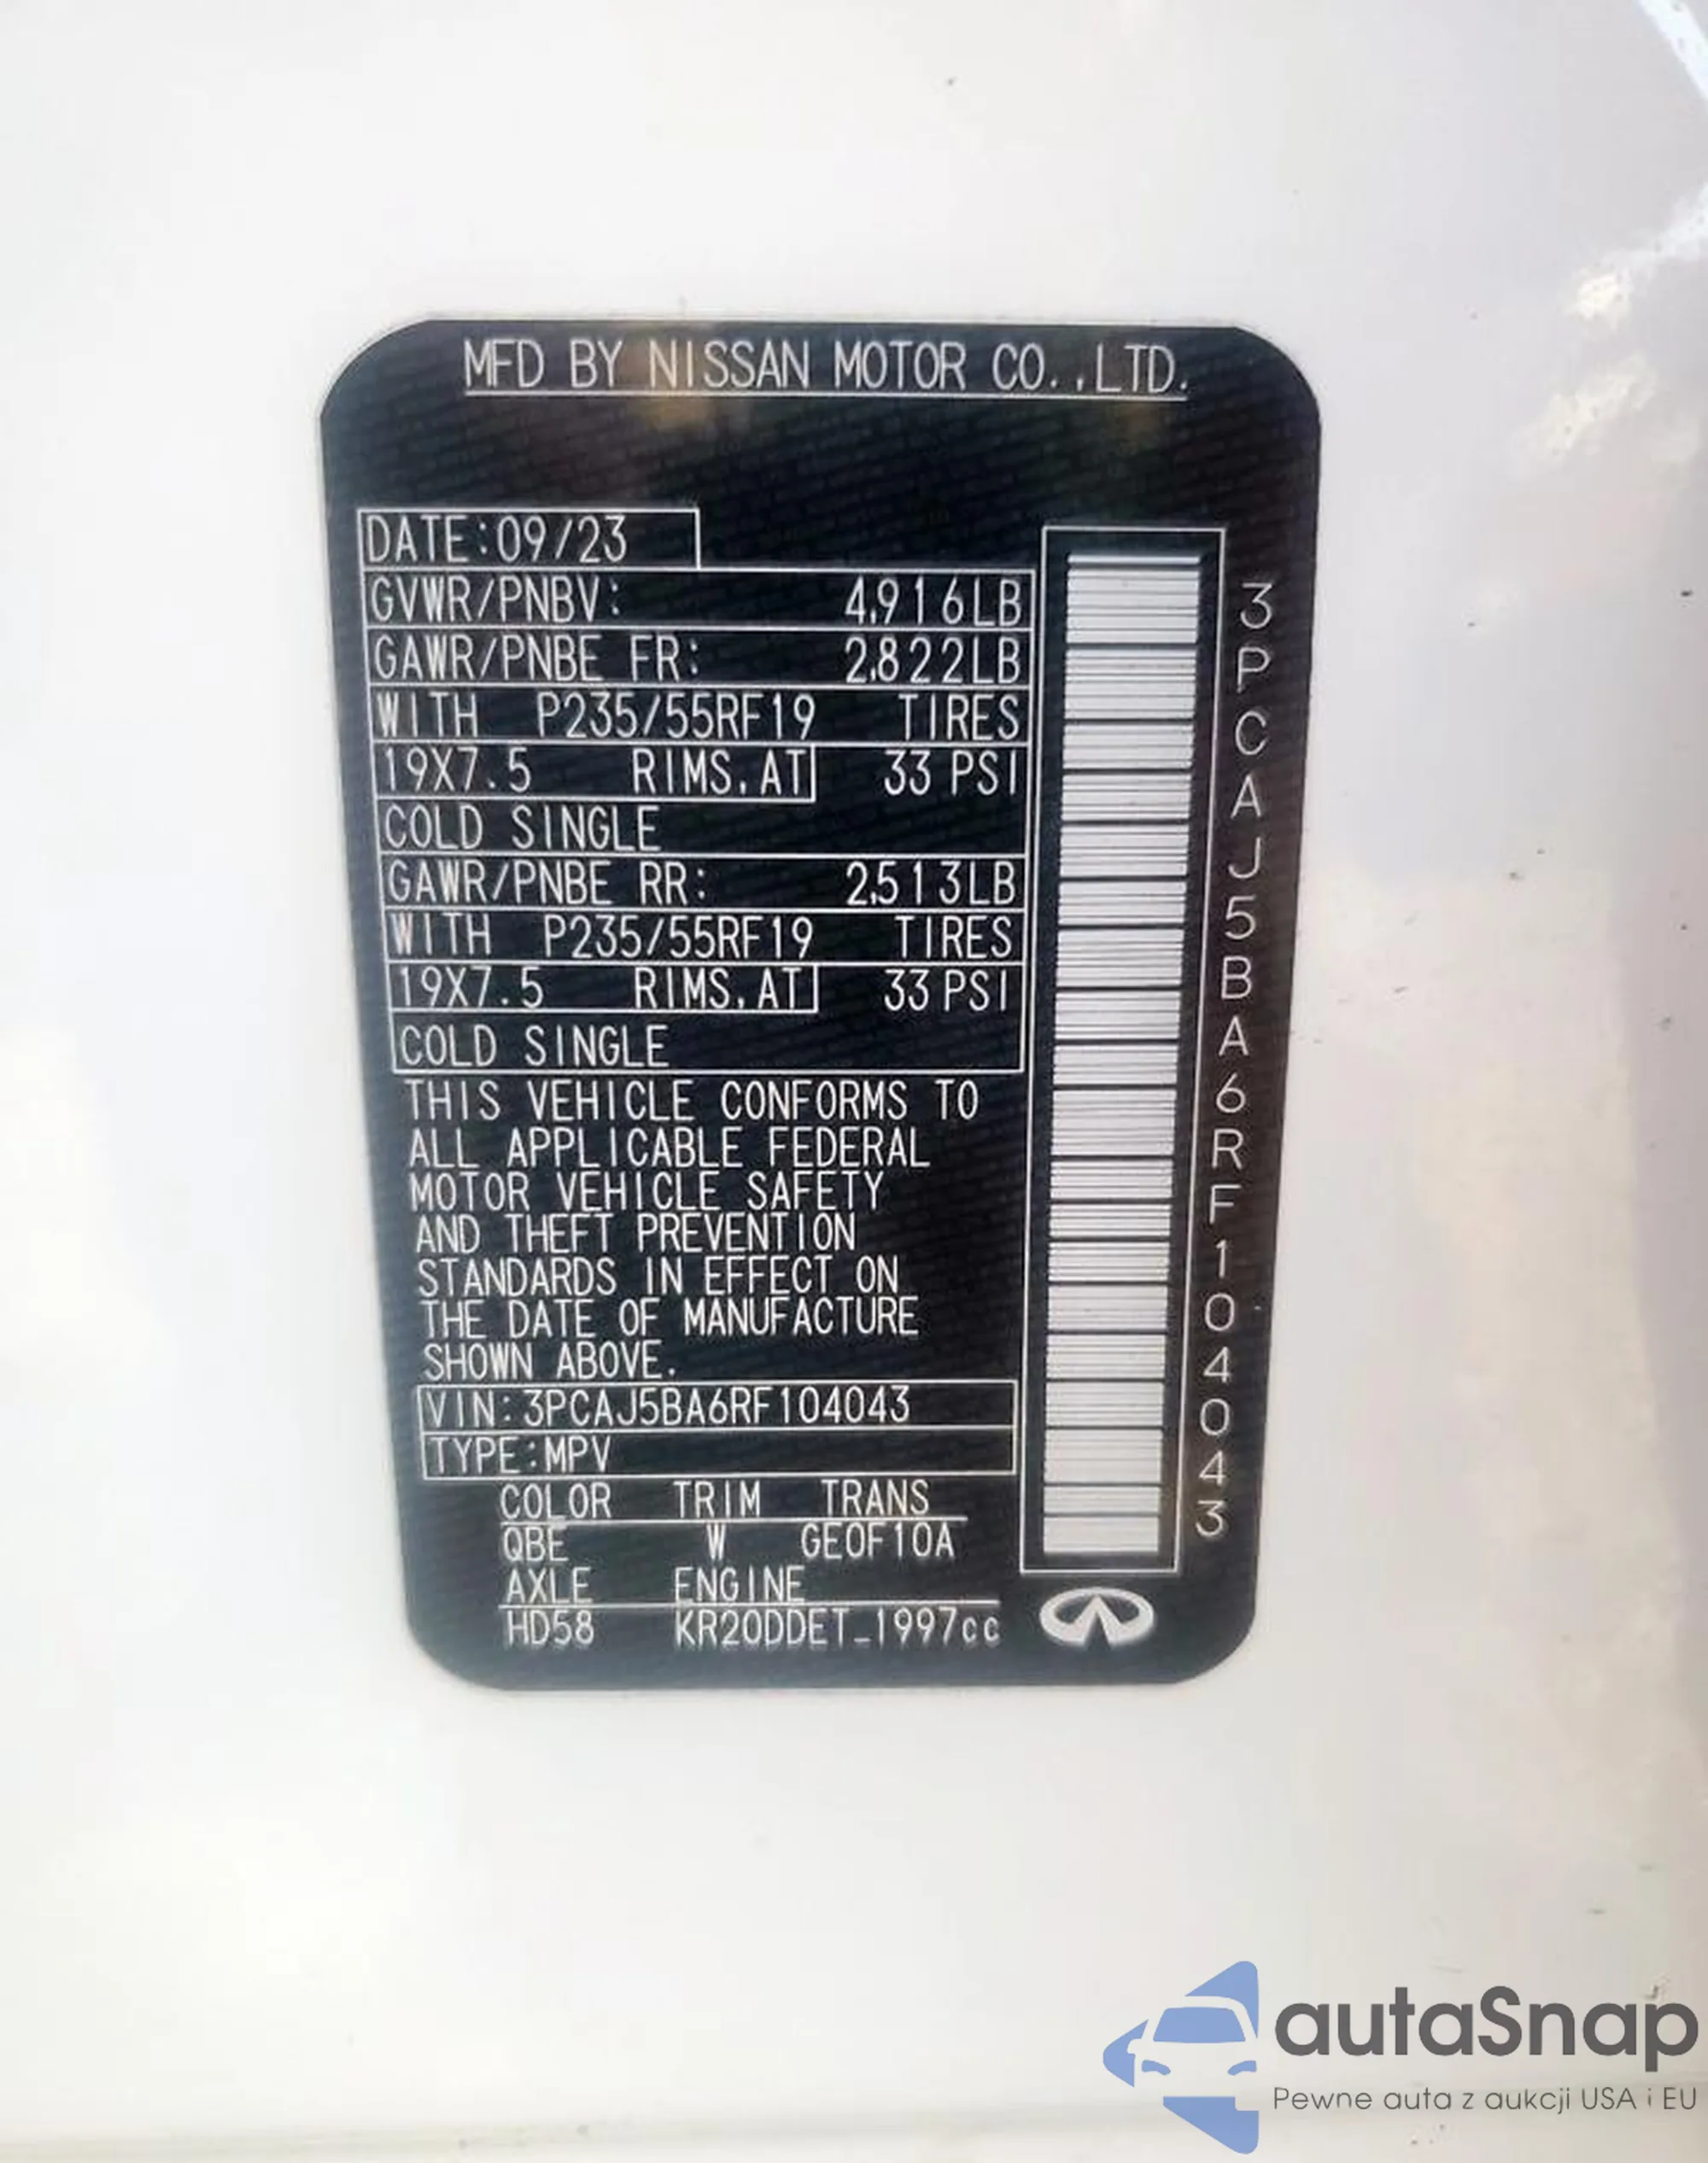 MFD BY NISSAN MOTOR CO.,LTD.
DATE:09/23
GVWR/PNBV: 4,916LB
GAWR/PNBE FR: 2,822LB
WITH P235/55RF19 TIRES
19X7.5 RIMS,AT 33 PSI
COLD SINGLE
GAWR/PNBE RR: 2,513LB
WITH P235/55RF19 TIRES
19X7.5 RIMS,AT 33 PSI
COLD SINGLE
THIS VEHICLE CONFORMS TO
ALL APPLICABLE FEDERAL
MOTOR VEHICLE SAFETY
AND THEFT PREVENTION
STANDARDS IN EFFECT ON
THE DATE OF MANUFACTURE
SHOWN ABOVE.
VIN:3PCAJ5BA6RF104043
TYPE:MPV
COLOR TRIM TRANS
QBE W GE0F10A
AXLE ENGINE
HD58 KR20DDET_1997cc
3PCAJ5BA6RF104043
autaSnap
Pewne auta z aukcji USA i EU